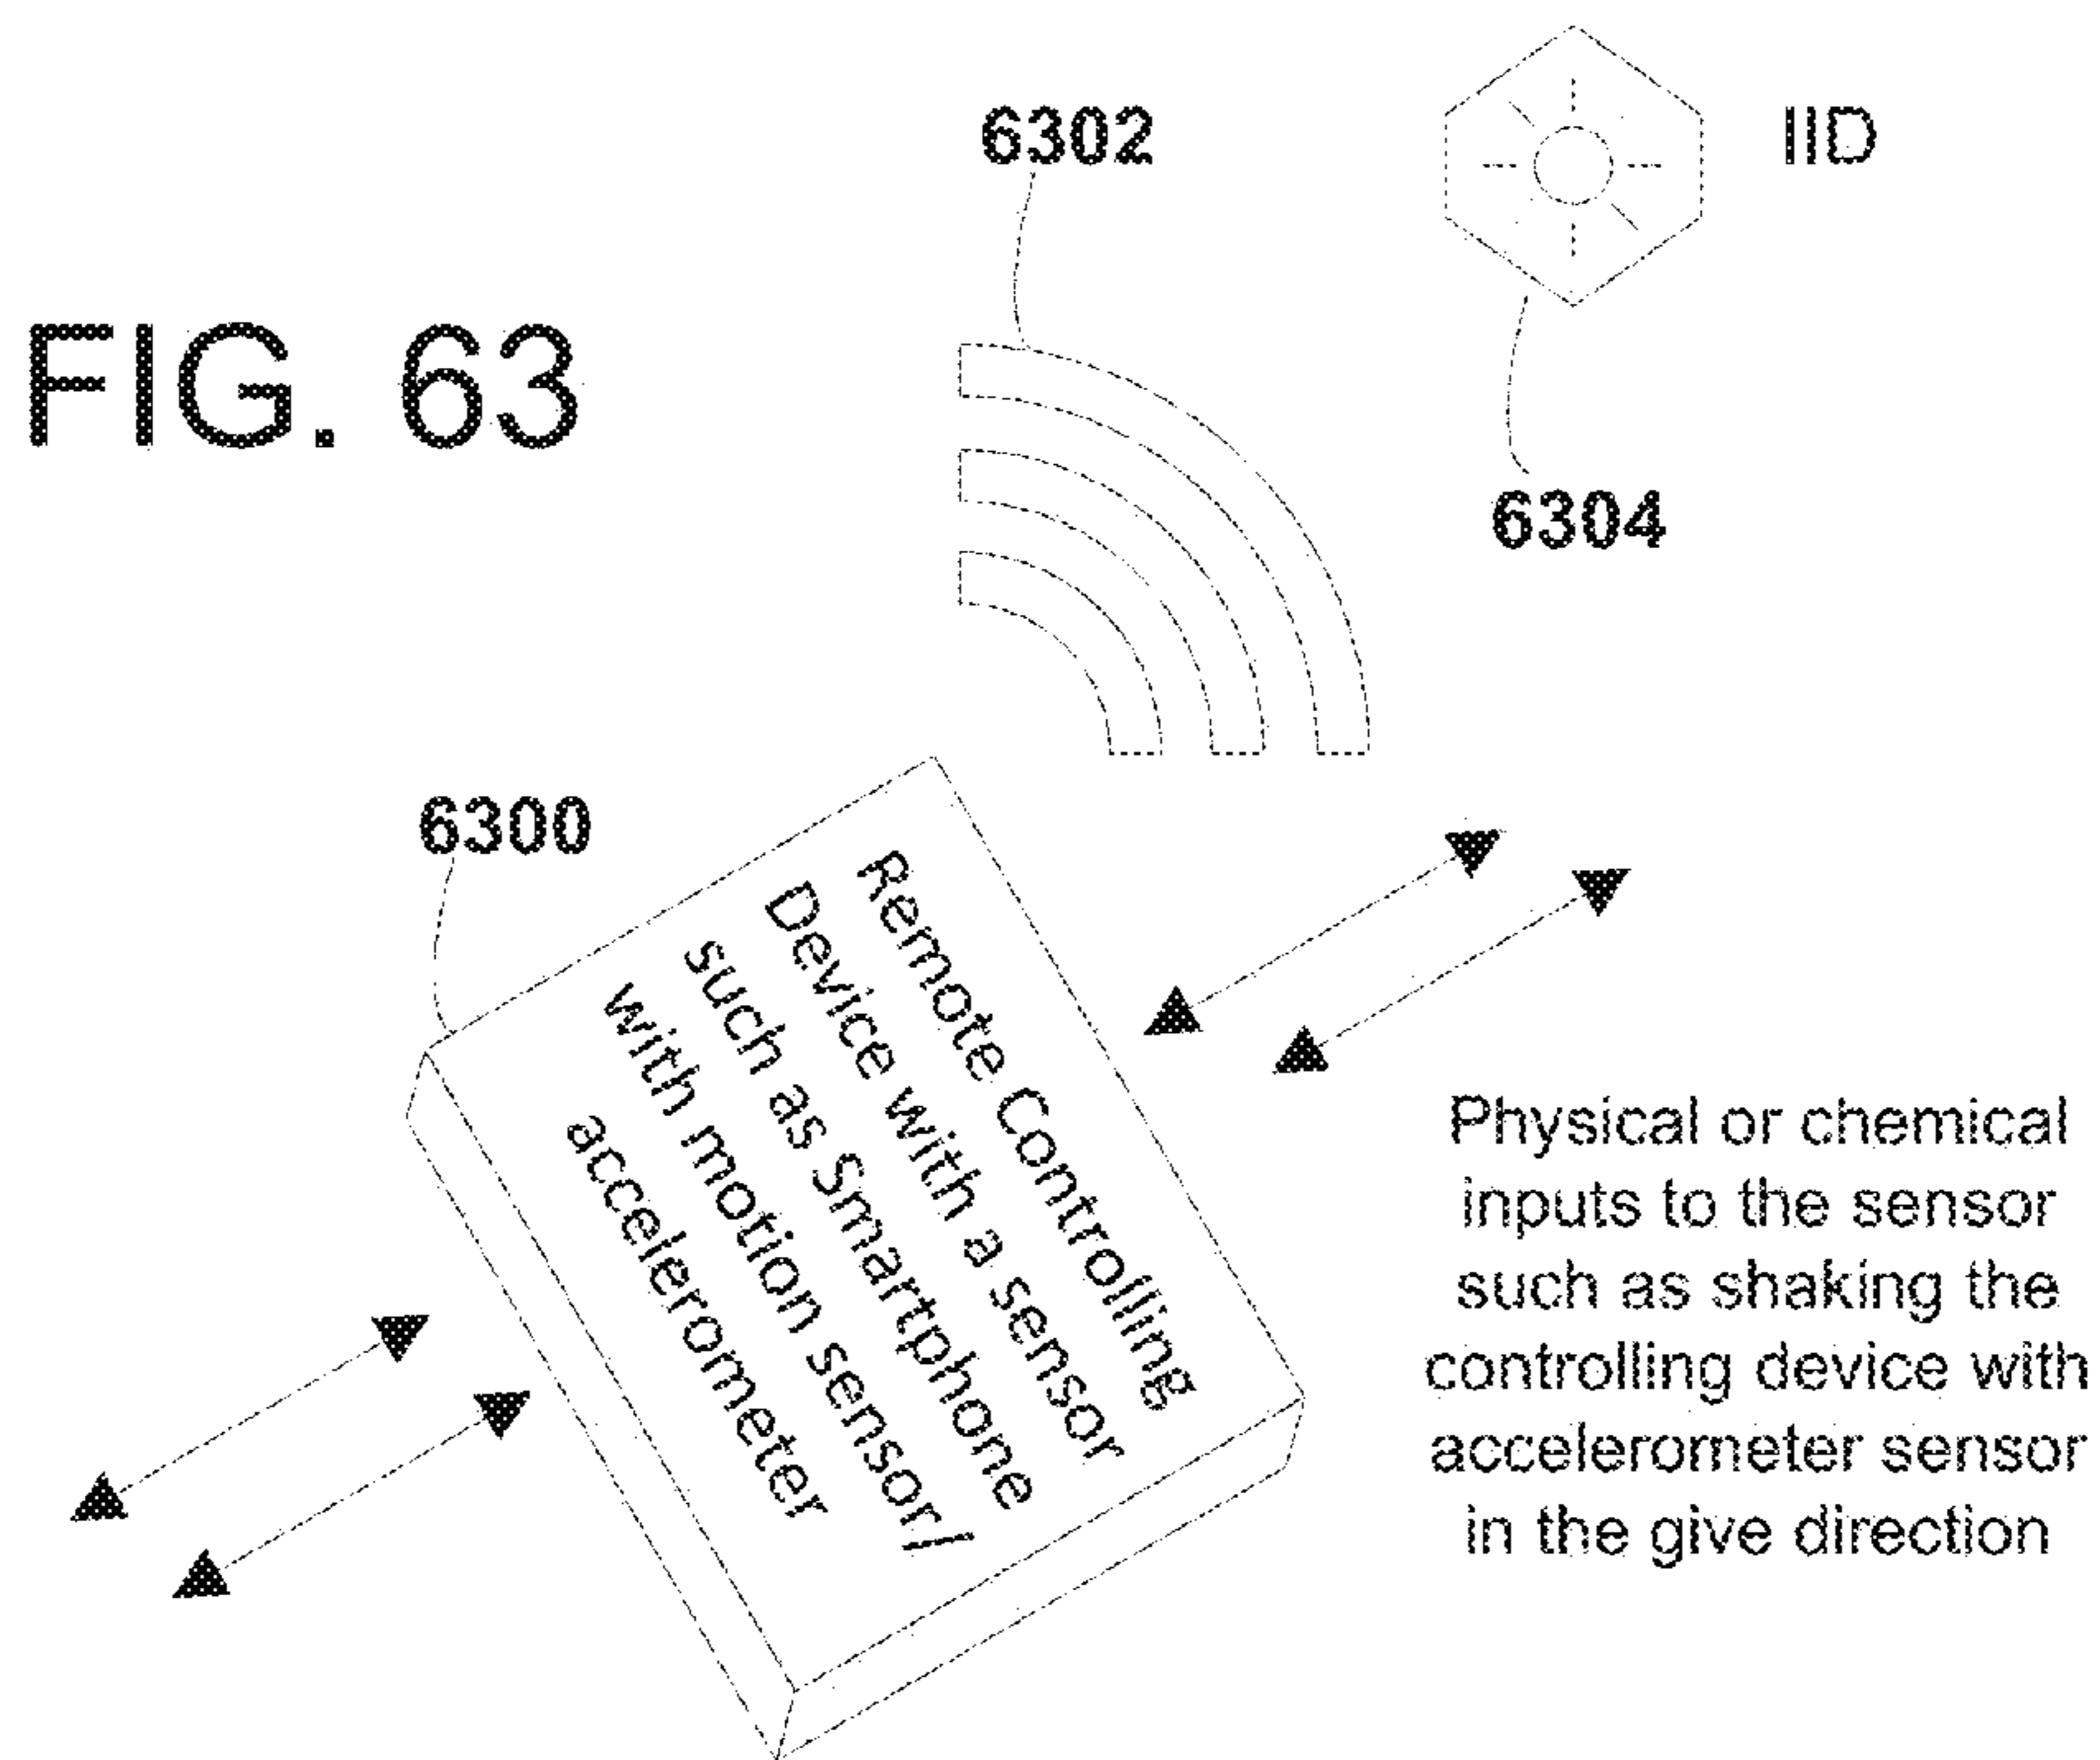 6302
IID
FIG. 63
6304
6300
Remote Controlling
Device with a sensor
such as Smartphone
with motion sensor/
accelerometer
Physical or chemical
inputs to the sensor
such as shaking the
controlling device with
accelerometer sensor
in the give direction